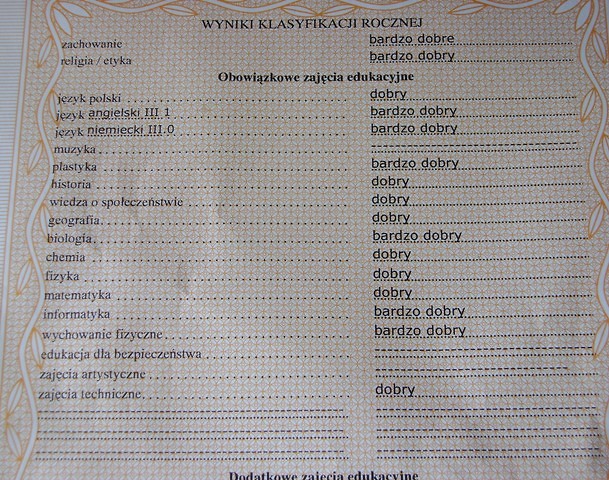 WYNIKI KLASYFIKACJI ROCZNEJ
zachowanie bardzo dobre
religia / etyka bardzo dobry
Obowiązkowe zajęcia edukacyjne
język polski dobry
język angielski III 1 bardzo dobry
język niemiecki III.0 bardzo dobry
muzyka
plastyka bardzo dobry
historia dobry
wiedza o społeczeństwie dobry
geografia dobry
biologia bardzo dobry
chemia dobry
fizyka dobry
matematyka dobry
informatyka bardzo dobry
wychowanie fizyczne bardzo dobry
edukacja dla bezpieczeństwa
zajęcia artystyczne
zajęcia techniczne dobry
Dodatkowe zajęcia edukacyjne